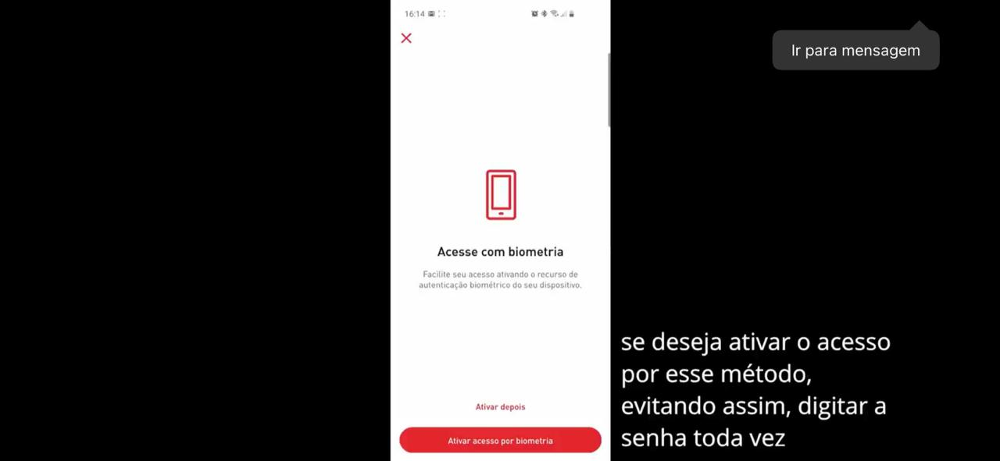 16:14
Ir para mensagem
Acesse com biometria
Facilite seu acesso ativando o recurso de
autenticação biométrico do seu dispositivo.
se deseja ativar o acesso
por esse método,
evitando assim, digitar a
senha toda vez
Ativar depois
Ativar acesso por biometria